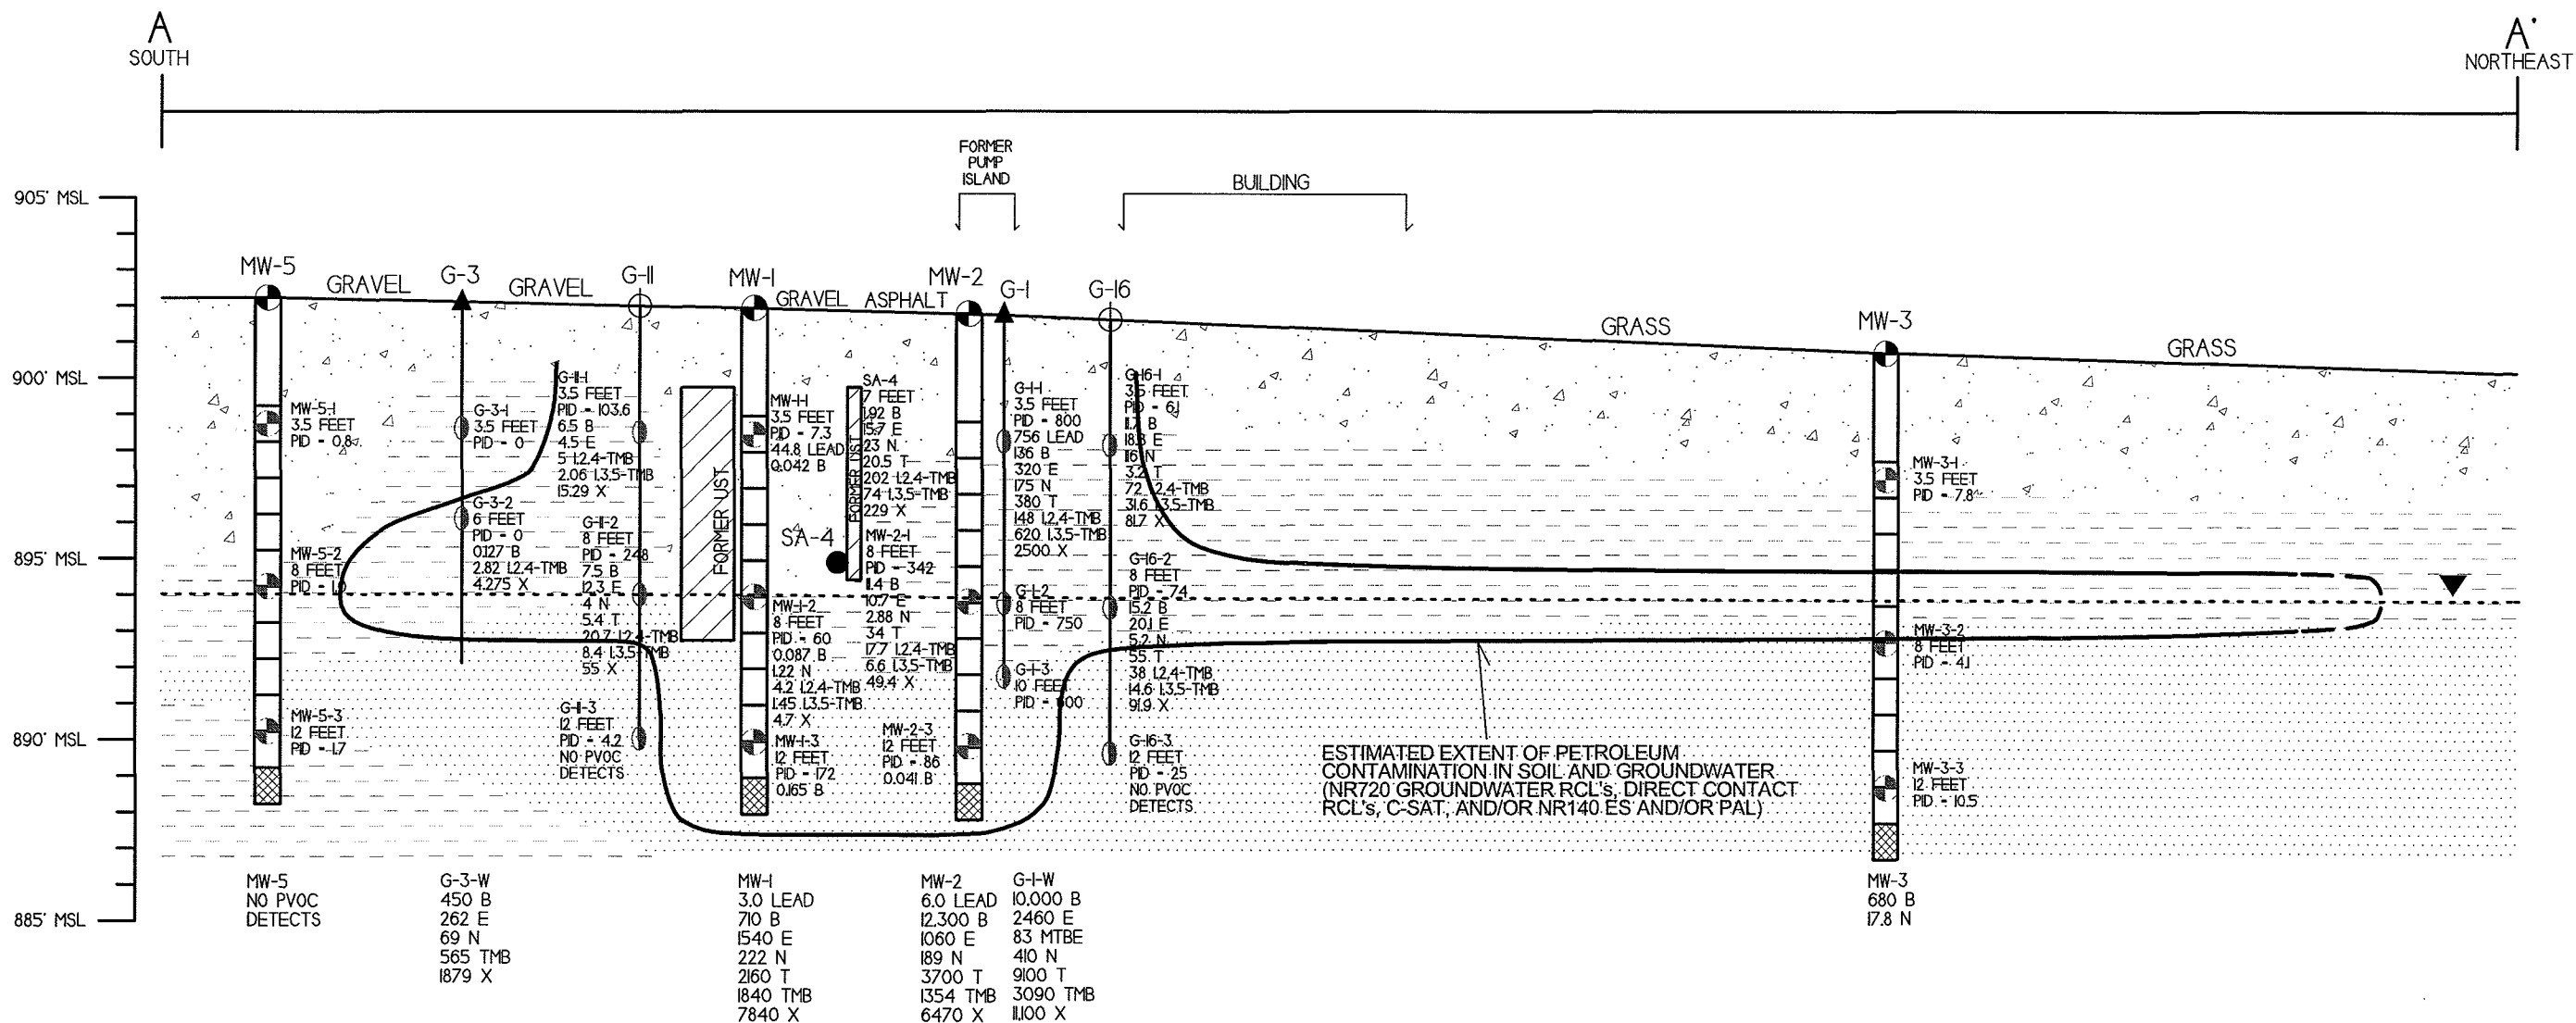 A
SOUTH
A'
NORTHEAST
FORMER
PUMP
ISLAND
BUILDING
905' MSL
900' MSL
895' MSL
890' MSL
885' MSL
MW-5
GRAVEL
G-3
GRAVEL
G-11
MW-1
GRAVEL
ASPHALT
MW-2
G-1
G-16
GRASS
MW-3
GRASS
MW-5-1
3.5 FEET
PID = 0.8
MW-5-2
8 FEET
MW-5-3
12 FEET
PID = 1.7
G-3-1
3.5 FEET
PID = 0
G-3-2
6 FEET
PID = 0
0.127 B
2.82 1,2,4-TMB
4.275 X
G-11-1
3.5 FEET
PID = 103.6
6.5 B
4.5 E
5 1,2,4-TMB
2.06 1,3,5-TMB
15.29 X
G-11-2
8 FEET
PID = 248
7.5 B
12.3 E
4 N
5.4 T
20.7 1,2,4-TMB
8.4 1,3,5-TMB
55 X
G-11-3
12 FEET
PID = 4.2
NO PVOC
DETECTS
FORMER UST
MW-1-1
3.5 FEET
PID = 7.3
44.8 LEAD
0.042 B
MW-1-2
8 FEET
PID = 60
0.087 B
1.22 N
4.2 1,2,4-TMB
1.45 1,3,5-TMB
4.7 X
MW-1-3
12 FEET
PID = 172
0.165 B
SA-4
FORMER UST
SA-4
7 FEET
1.92 B
15.7 E
23 N
20.5 T
202 1,2,4-TMB
74 1,3,5-TMB
229 X
MW-2-1
8 FEET
PID = 342
11.4 B
10.7 E
2.88 N
34 T
17.7 1,2,4-TMB
6.6 1,3,5-TMB
49.4 X
MW-2-3
12 FEET
PID = 86
0.041 B
G-1-1
3.5 FEET
PID = 800
756 LEAD
136 B
320 E
175 N
380 T
148 1,2,4-TMB
620 1,3,5-TMB
2500 X
G-1-2
8 FEET
PID = 750
G-1-3
10 FEET
PID =
G-16-1
3.5 FEET
PID = 61
11.7 B
18.3 E
16 N
3.2 T
72 1,2,4-TMB
31.6 1,3,5-TMB
81.7 X
G-16-2
8 FEET
PID = 74
15.2 B
20.1 E
5.2 N
55 T
38 1,2,4-TMB
14.6 1,3,5-TMB
91.9 X
G-16-3
12 FEET
PID = 25
NO PVOC
DETECTS
ESTIMATED EXTENT OF PETROLEUM
CONTAMINATION IN SOIL AND GROUNDWATER
(NR720 GROUNDWATER RCL's, DIRECT CONTACT
RCL's, C-SAT, AND/OR NR140 ES AND/OR PAL)
MW-3-1
3.5 FEET
PID = 7.8
MW-3-2
8 FEET
PID = 4.1
MW-3-3
12 FEET
PID = 10.5
MW-5
NO PVOC
DETECTS
G-3-W
450 B
262 E
69 N
565 TMB
1879 X
MW-1
3.0 LEAD
710 B
1540 E
222 N
2160 T
1840 TMB
7840 X
MW-2
6.0 LEAD
12,300 B
1060 E
189 N
3700 T
1354 TMB
6470 X
G-1-W
10,000 B
2460 E
83 MTBE
410 N
9100 T
3090 TMB
11,100 X
MW-3
680 B
17.8 N